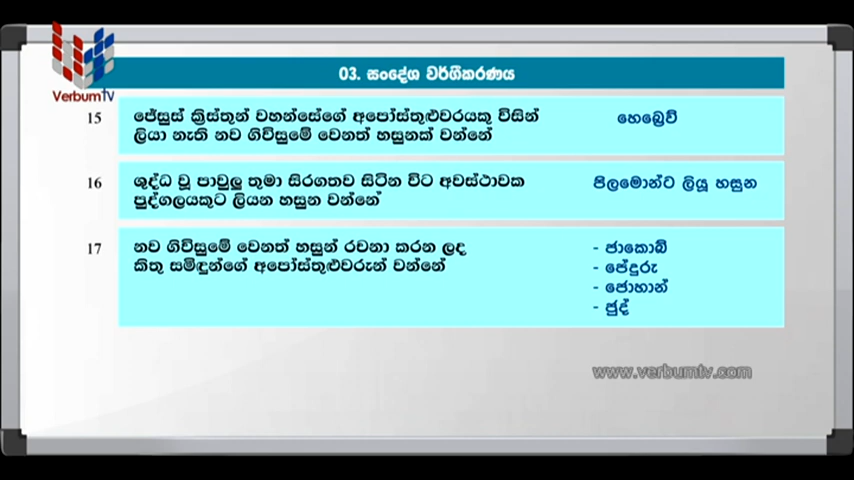 VerbumTV
03. සංදේශ වර්ගීකරණය
15 ජේසුස් ක්‍රිස්තුන් වහන්සේගේ අපෝස්තුළුවරයකු විසින් හෙබ්‍රෙව්
ලියා නැති නව ගිවිසුමේ වෙනත් හසුනක් වන්නේ
16 ශුද්ධ වූ පාවුලු තුමා සිරගතව සිටින විට අවස්ථාවක පිලමොන්ට ලියූ හසුන
පුද්ගලයකුට ලියන හසුන වන්නේ
17 නව ගිවිසුමේ වෙනත් හසුන් රචනා කරන ලද - ජාකොබ්
කිතු සමිඳුන්ගේ අපෝස්තුළුවරුන් වන්නේ - පේදුරු
- ජොහාන්
- ජුද්
www.verbumtv.com